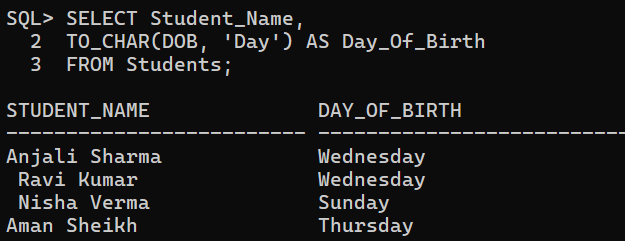 SQL> SELECT Student_Name,
  2  TO_CHAR(DOB, 'Day') AS Day_Of_Birth
  3  FROM Students;
STUDENT_NAME              DAY_OF_BIRTH
------------------------- --------------------------
Anjali Sharma             Wednesday
 Ravi Kumar               Wednesday
 Nisha Verma              Sunday
Aman Sheikh               Thursday